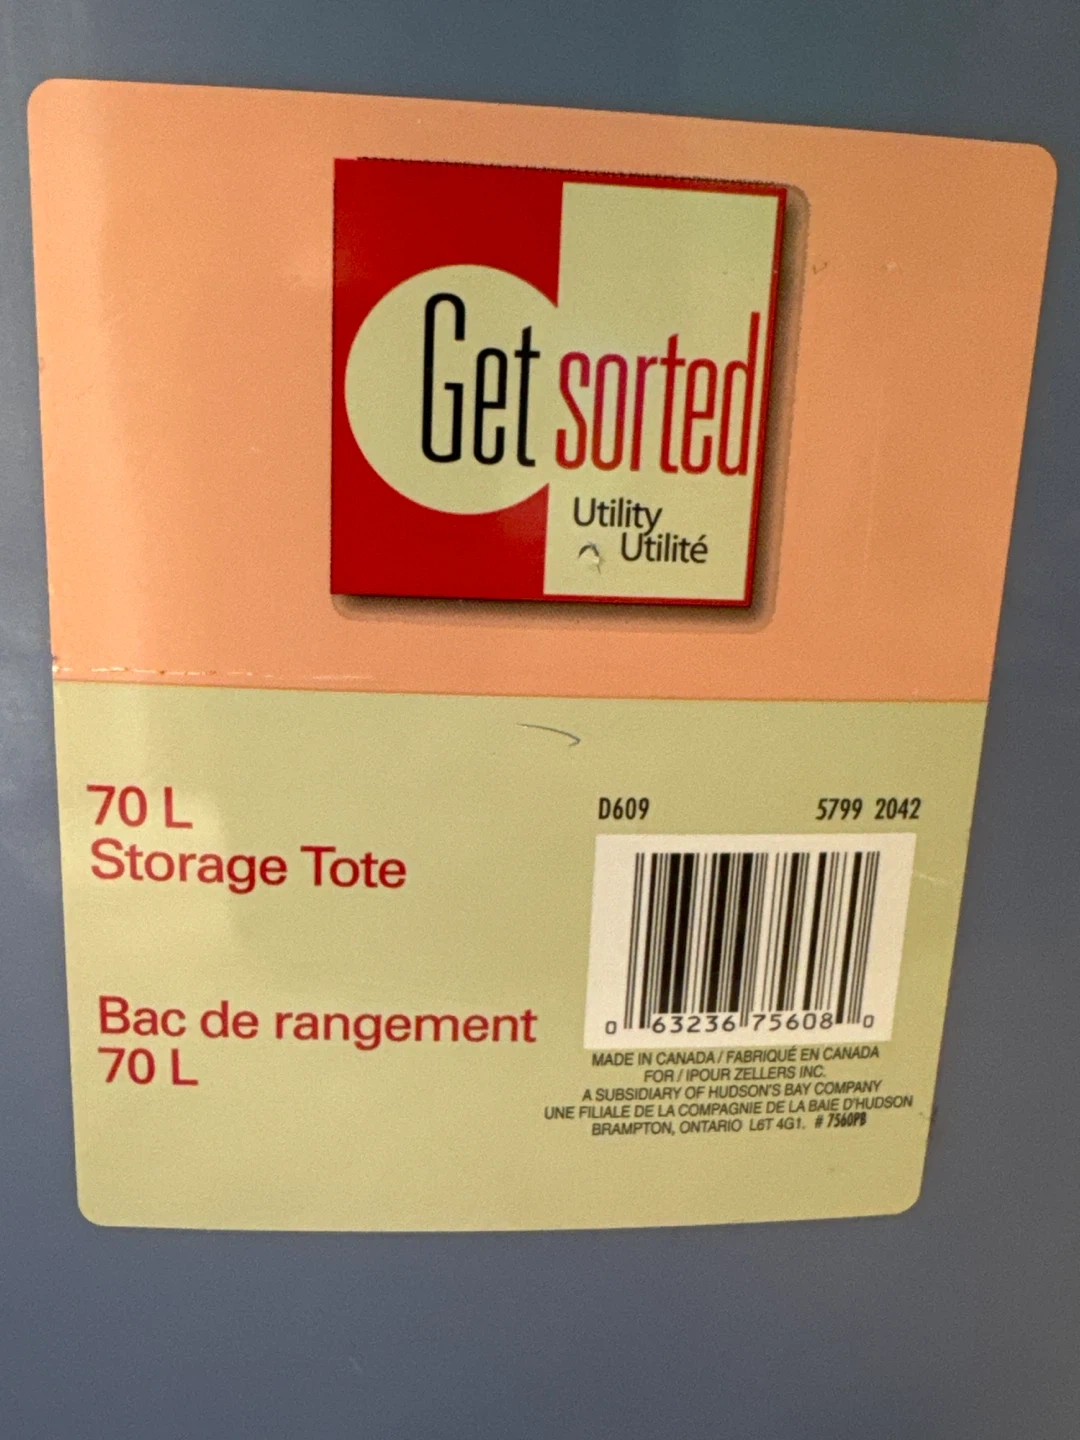 Get sorted
Utility
Utilité
70 L
Storage Tote
Bac de rangement
70 L
D609 5799 2042
0 63236 75608 0
MADE IN CANADA / FABRIQUÉ EN CANADA
FOR / IPOUR ZELLERS INC.
A SUBSIDIARY OF HUDSON'S BAY COMPANY
UNE FILIALE DE LA COMPAGNIE DE LA BAIE D'HUDSON
BRAMPTON, ONTARIO L6T 4G1. # 7560PB